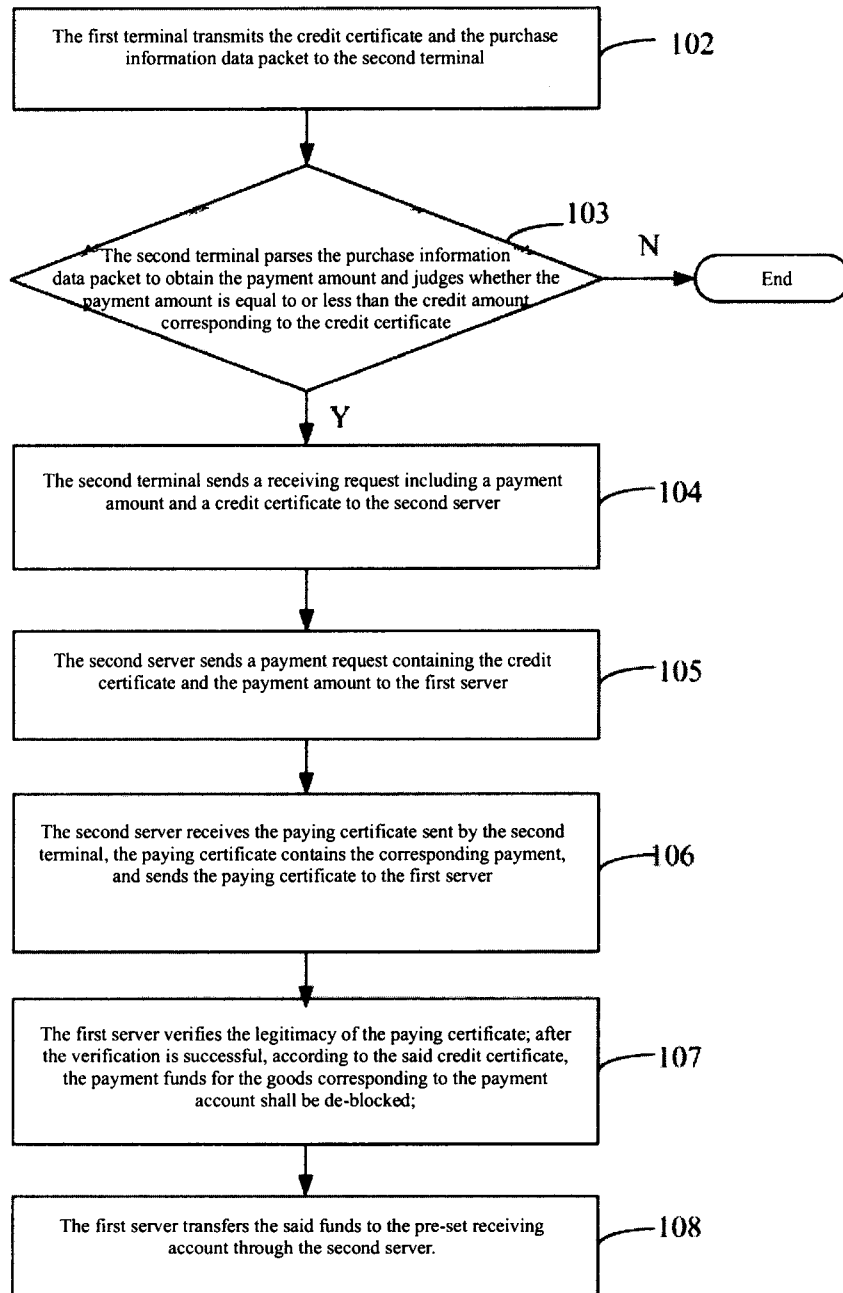 The first terminal transmits the credit certificate and the purchase
information data packet to the second terminal
102
103
The second terminal parses the purchase information
data packet to obtain the payment amount and judges whether the
payment amount is equal to or less than the credit amount
corresponding to the credit certificate
N
End
Y
The second terminal sends a receiving request including a payment
amount and a credit certificate to the second server
104
The second server sends a payment request containing the credit
certificate and the payment amount to the first server
105
The second server receives the paying certificate sent by the second
terminal, the paying certificate contains the corresponding payment,
and sends the paying certificate to the first server
106
The first server verifies the legitimacy of the paying certificate; after
the verification is successful, according to the said credit certificate,
the payment funds for the goods corresponding to the payment
account shall be de-blocked;
107
The first server transfers the said funds to the pre-set receiving
account through the second server.
108